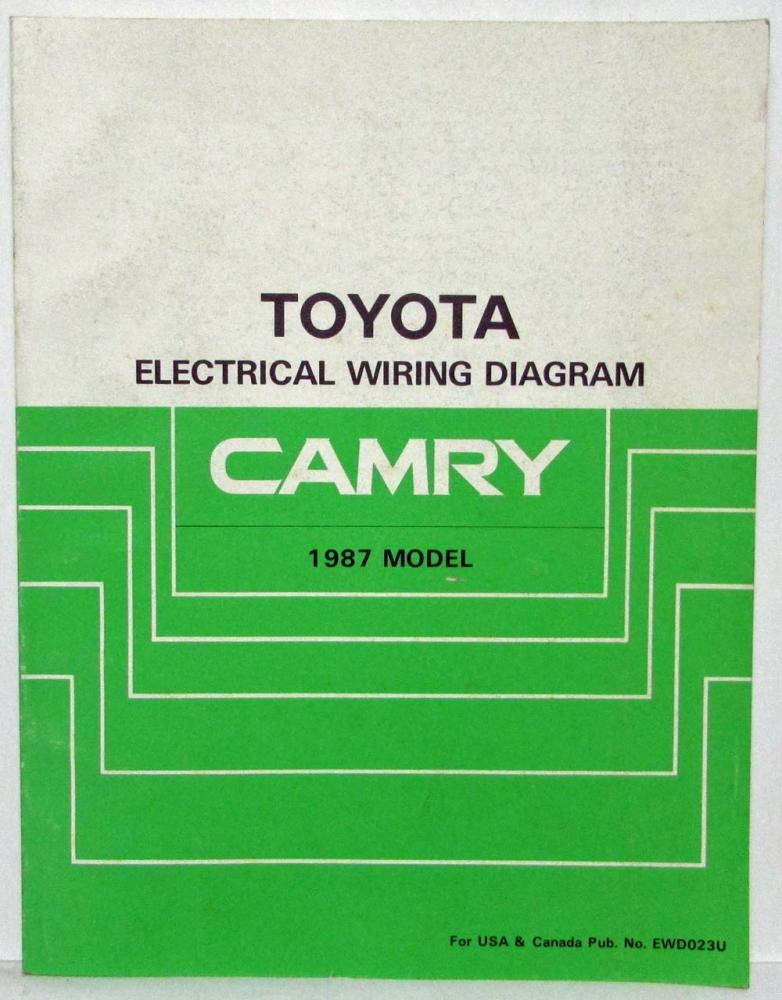 TOYOTA
ELECTRICAL WIRING DIAGRAM
CAMRY
1987 MODEL
For USA & Canada Pub. No. EWD023U